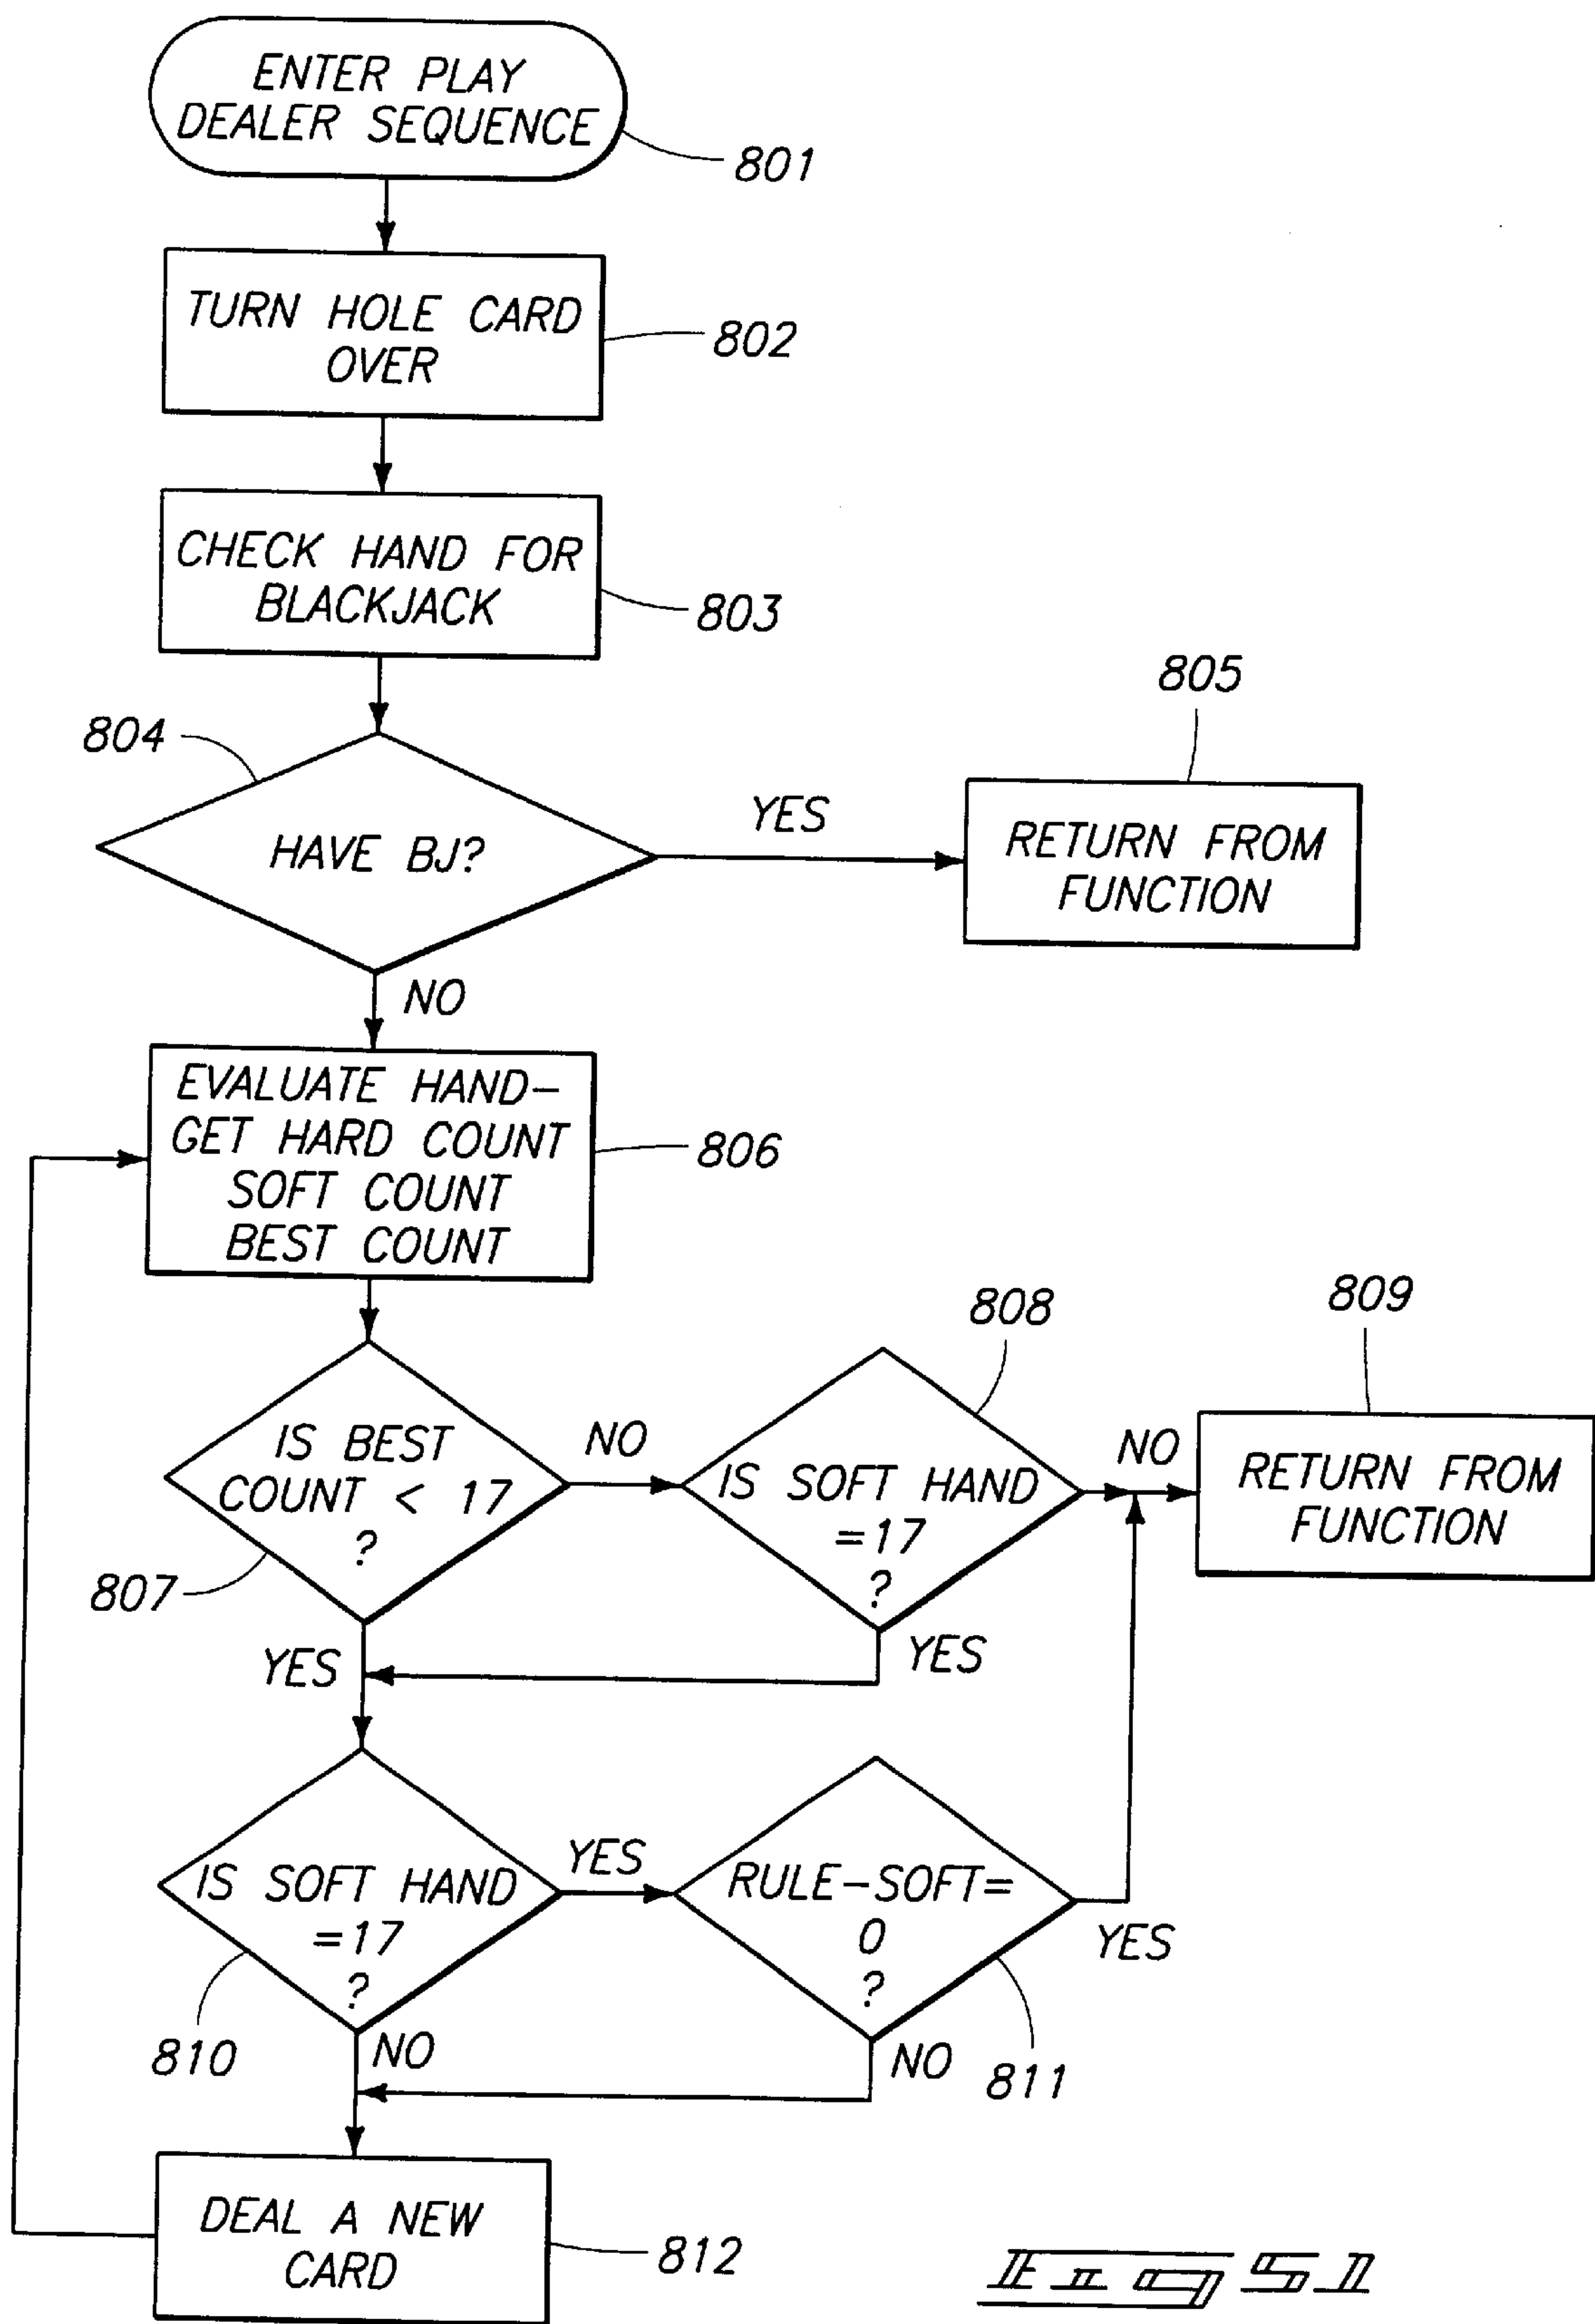 ENTER PLAY
DEALER SEQUENCE
801
TURN HOLE CARD
OVER
802
CHECK HAND FOR
BLACKJACK
803
804
HAVE BJ?
YES
805
RETURN FROM
FUNCTION
NO
EVALUATE HAND-
GET HARD COUNT
SOFT COUNT
BEST COUNT
806
IS BEST
COUNT < 17
?
807
NO
808
IS SOFT HAND
=17
?
NO
809
RETURN FROM
FUNCTION
YES
YES
IS SOFT HAND
=17
?
810
YES
RULE-SOFT=
0
?
811
YES
NO
NO
DEAL A NEW
CARD
812
Fig 51